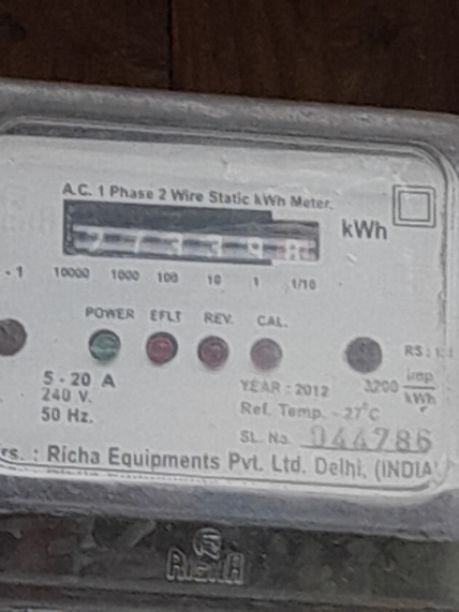 A.C. 1 Phase 2 Wire Static kWh Meter.
kWh
- 1 10000 1000 100 10 1 1/10
POWER EFLT REV. CAL.
5 - 20 A
240 V.
50 Hz.
3200 imp
kWh
YEAR : 2012
Ref. Temp. - 27°C
SL. No. 044786
rs. : Richa Equipments Pvt. Ltd. Delhi. (INDIA
RICHA